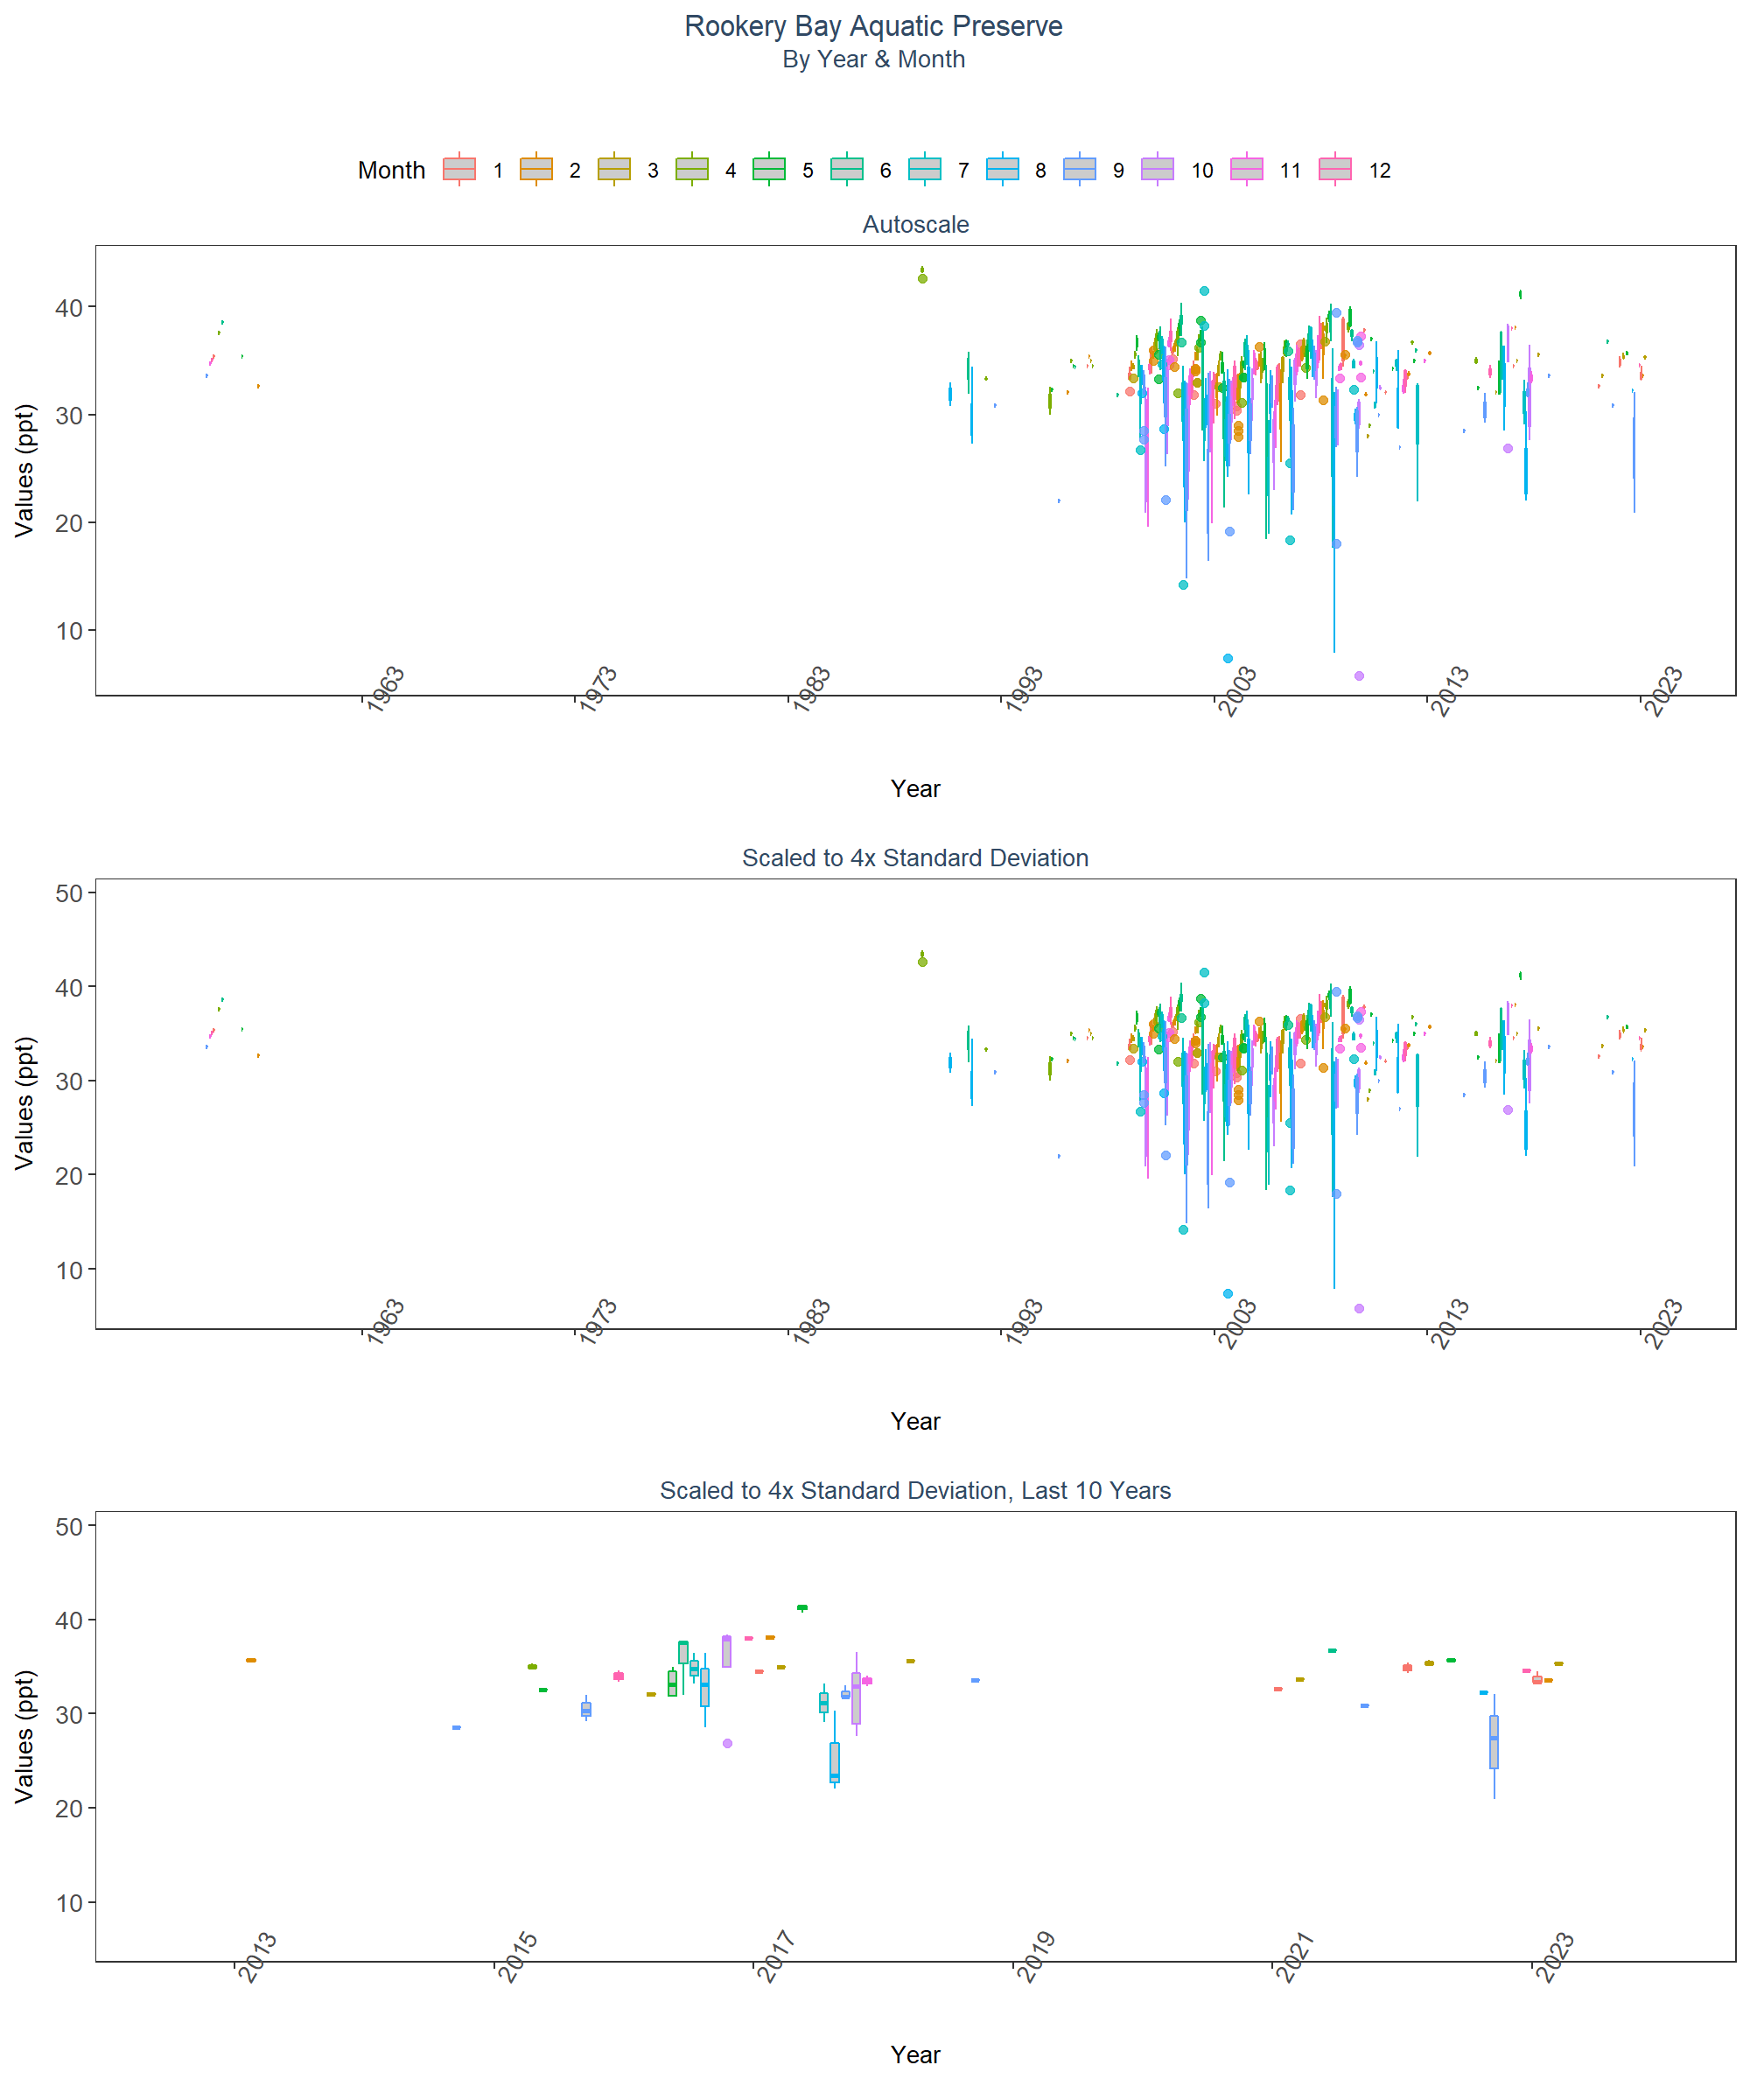 Rookery Bay Aquatic Preserve
By Year & Month
Month 1 2 3 4 5 6 7 8 9 10 11 12
Autoscale
Values (ppt)
40
30
20
10
1963 1973 1983 1993 2003 2013 2023
Year
Scaled to 4x Standard Deviation
Values (ppt)
50
40
30
20
10
1963 1973 1983 1993 2003 2013 2023
Year
Scaled to 4x Standard Deviation, Last 10 Years
Values (ppt)
50
40
30
20
10
2013 2015 2017 2019 2021 2023
Year